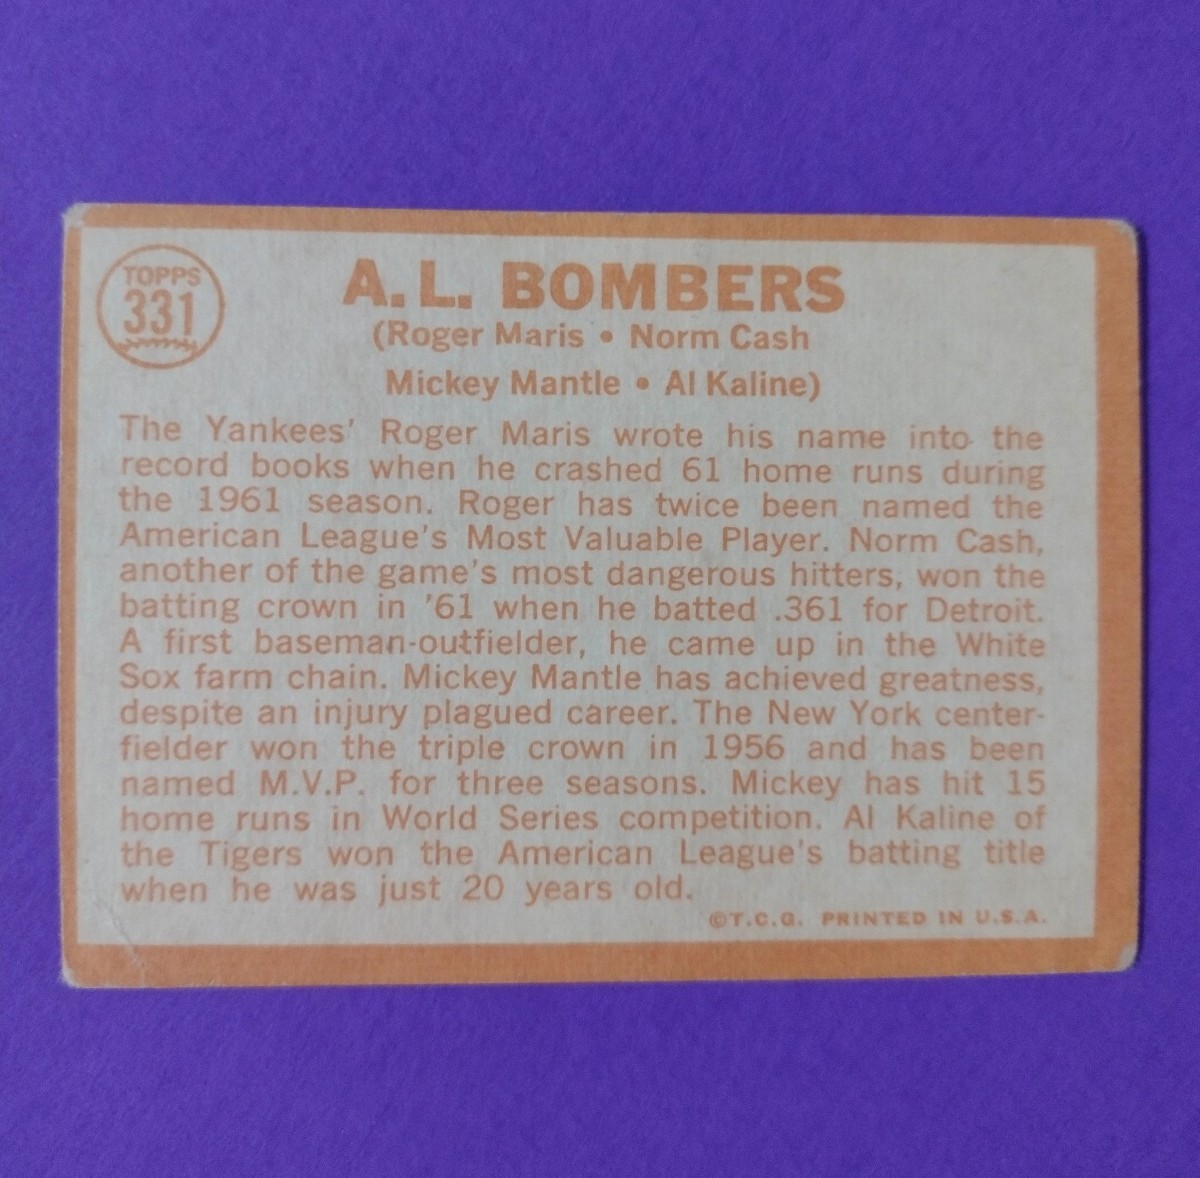 TOPPS
331
A.L. BOMBERS
(Roger Maris • Norm Cash
Mickey Mantle • Al Kaline)
The Yankees' Roger Maris wrote his name into the
record books when he crashed 61 home runs during
the 1961 season. Roger has twice been named the
American League's Most Valuable Player. Norm Cash,
another of the game's most dangerous hitters, won the
batting crown in '61 when he batted .361 for Detroit.
A first baseman-outfielder, he came up in the White
Sox farm chain. Mickey Mantle has achieved greatness,
despite an injury plagued career. The New York center-
fielder won the triple crown in 1956 and has been
named M.V.P. for three seasons. Mickey has hit 15
home runs in World Series competition. Al Kaline of
the Tigers won the American League's batting title
when he was just 20 years old.
©T.C.G. PRINTED IN U.S.A.